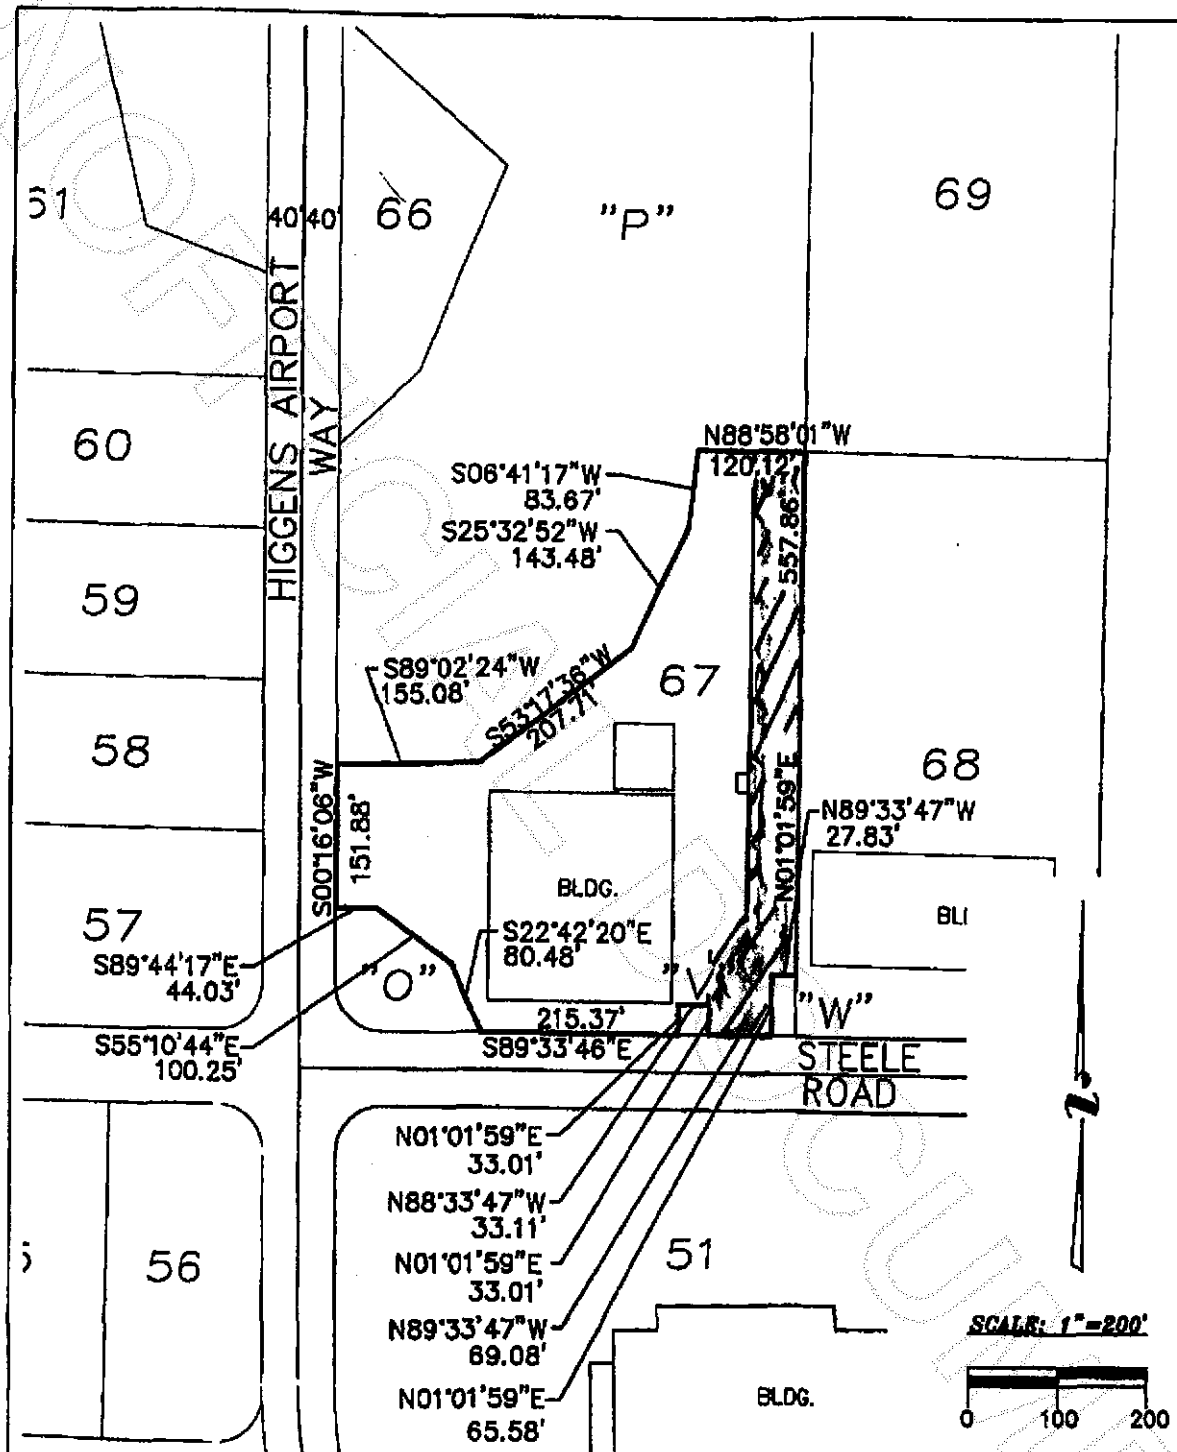 61
40' 40'
66
"P"
69
HIGGENS AIRPORT
WAY
60
N88°58'01"W
120.12'
S06°41'17"W
83.67'
S25°32'52"W
143.48'
557.86'
59
S89°02'24"W
155.08'
S53°17'36"W
207.71'
67
58
68
S00°16'06"W
151.88'
N01°01'59"E
N89°33'47"W
27.83'
BLDG.
57
S22°42'20"E
80.48'
S89°44'17"E
44.03'
"O"
"V"
"W"
215.37'
S89°33'46"E
S55°10'44"E
100.25'
STEELE
ROAD
N01°01'59"E
33.01'
N88°33'47"W
33.11'
N01°01'59"E
33.01'
N89°33'47"W
69.08'
N01°01'59"E
65.58'
56
51
BLDG.
SCALE: 1"=200'
0 100 200